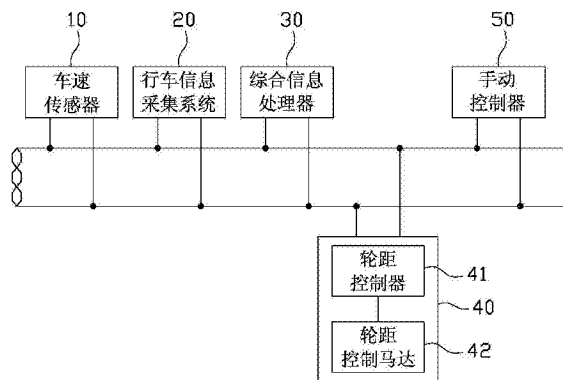 10
20
30
50
车速
传感器
行车信息
采集系统
综合信息
处理器
手动
控制器
轮距
控制器
41
40
轮距
控制马达
42